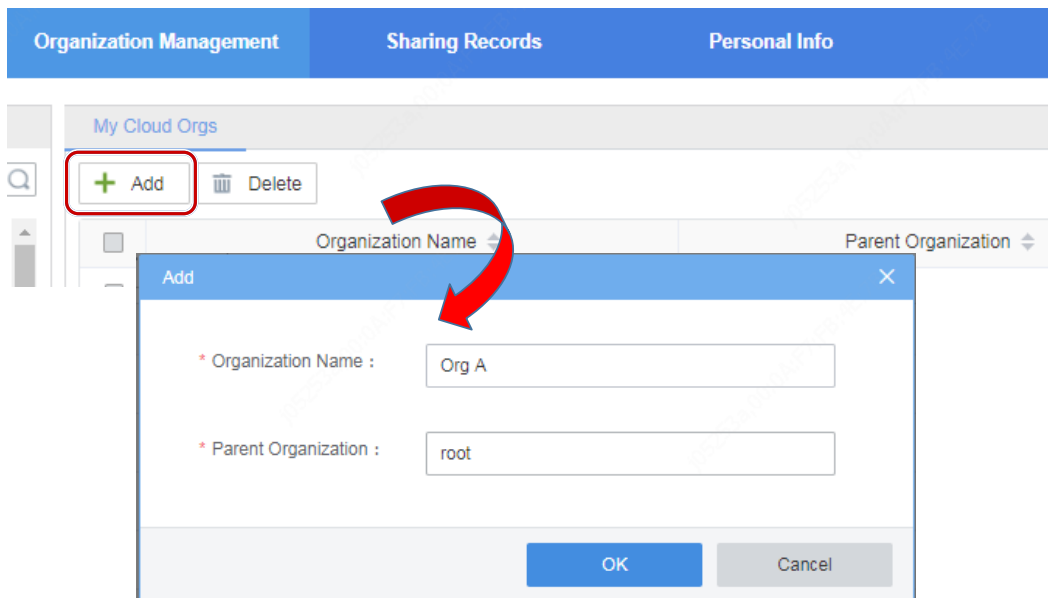 Organization Management Sharing Records Personal Info
My Cloud Orgs
Add Delete
Organization Name Parent Organization
Add
* Organization Name : Org A
* Parent Organization : root
OK Cancel